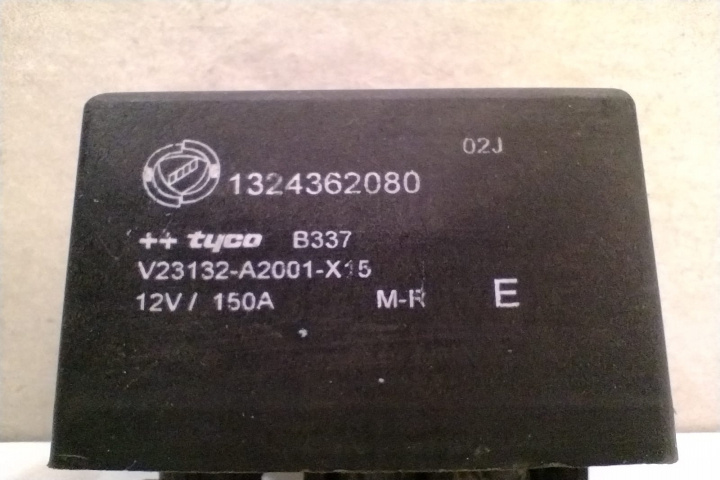 02J
1324362080
++ tyco B337
V23132-A2001-X15
12V / 150A M-R E